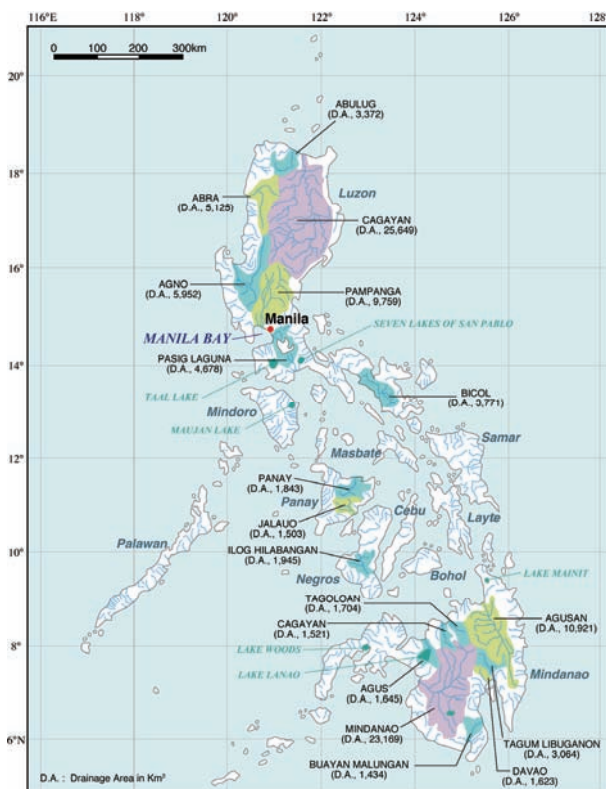 116°E 118° 120° 122° 124° 126° 128°
0 100 200 300km
20°
18°
16°
14°
12°
10°
8°
6°N
ABULUG
(D.A., 3,372)
Luzon
ABRA
(D.A., 5,125)
CAGAYAN
(D.A., 25,649)
AGNO
(D.A., 5,952)
PAMPANGA
(D.A., 9,759)
Manila
MANILA BAY
SEVEN LAKES OF SAN PABLO
PASIG LAGUNA
(D.A., 4,678)
TAAL LAKE
BICOL
(D.A., 3,771)
Mindoro
MAUJAN LAKE
Samar
Masbate
PANAY
(D.A., 1,843)
Panay
Cebu
JALAUO
(D.A., 1,503)
Layte
Palawan
ILOG HILABANGAN
(D.A., 1,945)
Negros
Bohol
LAKE MAINIT
TAGOLOAN
(D.A., 1,704)
CAGAYAN
(D.A., 1,521)
AGUSAN
(D.A., 10,921)
LAKE WOODS
LAKE LANAO
Mindanao
AGUS
(D.A., 1,645)
MINDANAO
(D.A., 23,169)
TAGUM LIBUGANON
(D.A., 3,064)
BUAYAN MALUNGAN
(D.A., 1,434)
DAVAO
(D.A., 1,623)
D.A. : Drainage Area in Km²